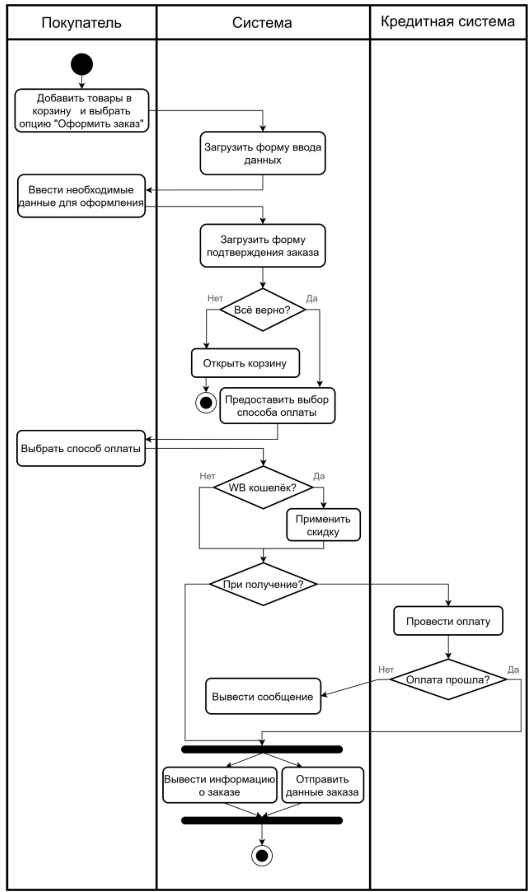 Покупатель
Система
Кредитная система
Добавить товары в
корзину и выбрать
опцию "Оформить заказ"
Загрузить форму ввода
данных
Ввести необходимые
данные для оформления
Загрузить форму
подтверждения заказа
Нет
Да
Всё верно?
Открыть корзину
Предоставить выбор
способа оплаты
Выбрать способ оплаты
Нет
Да
WB кошелёк?
Применить
скидку
При получение?
Провести оплату
Нет
Да
Оплата прошла?
Вывести сообщение
Вывести информацию
о заказе
Отправить
данные заказа